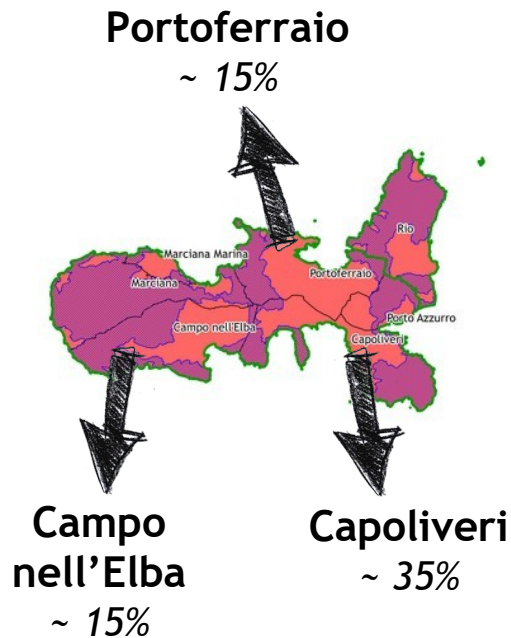 Portoferraio
~ 15%
Rio
Marciana Marina
Portoferraio
Marciana
Porto Azzurro
Campo nell'Elba
Capoliveri
Campo
nell’Elba
~ 15%
Capoliveri
~ 35%